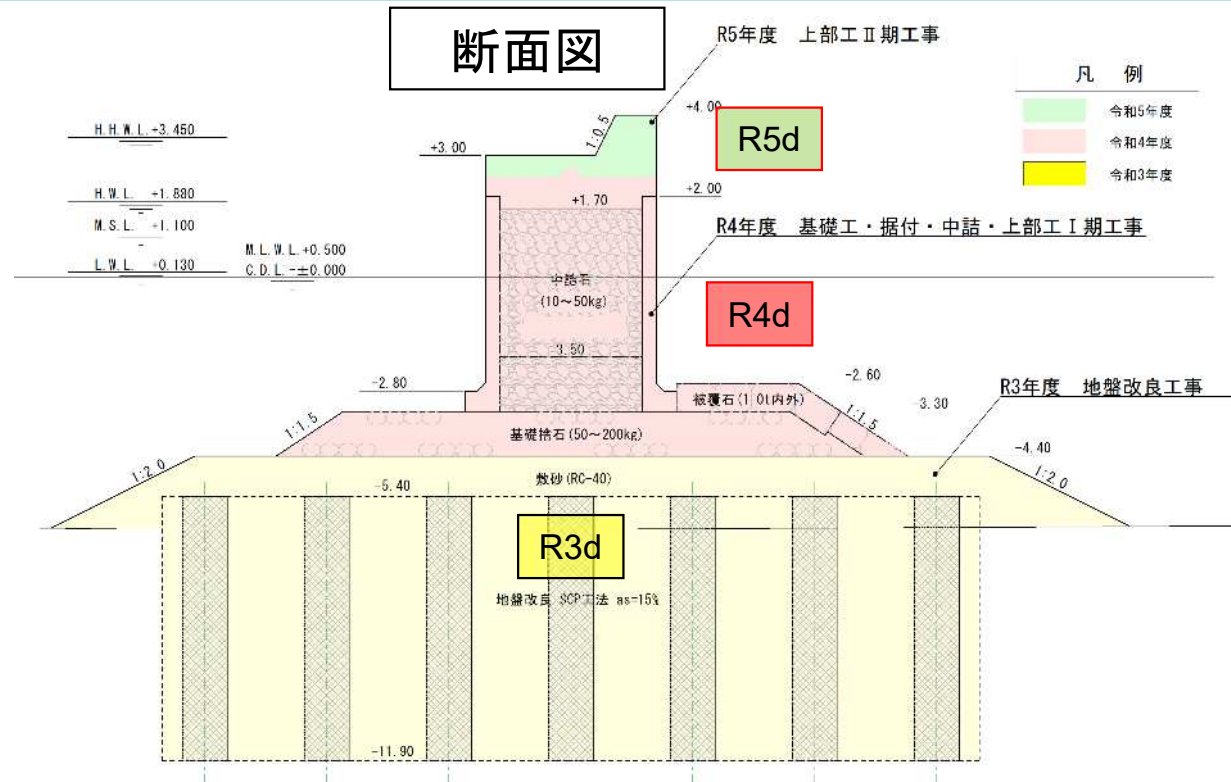 断面図
R5年度 上部工Ⅱ期工事
凡 例
令和5年度
令和4年度
令和3年度
+4.00
R5d
1:0.5
H.H.W.L.+3.450
+3.00
H.W.L. +1.880
+2.00
+1.70
M.S.L. +1.100
R4年度 基礎工・据付・中詰・上部工Ⅰ期工事
M.L.W.L.+0.500
L.W.L. +0.130
C.D.L.-±0.000
中詰石
(10~50kg)
R4d
-3.50
-2.80
-2.60
R3年度 地盤改良工事
被覆石(1.0t内外)
1:1.5
-3.30
1:1.5
基礎捨石(50~200kg)
-4.40
1:2.0
敷砂(RC-40)
1:2.0
-5.40
R3d
地盤改良 SCP工法 as=15%
-11.90